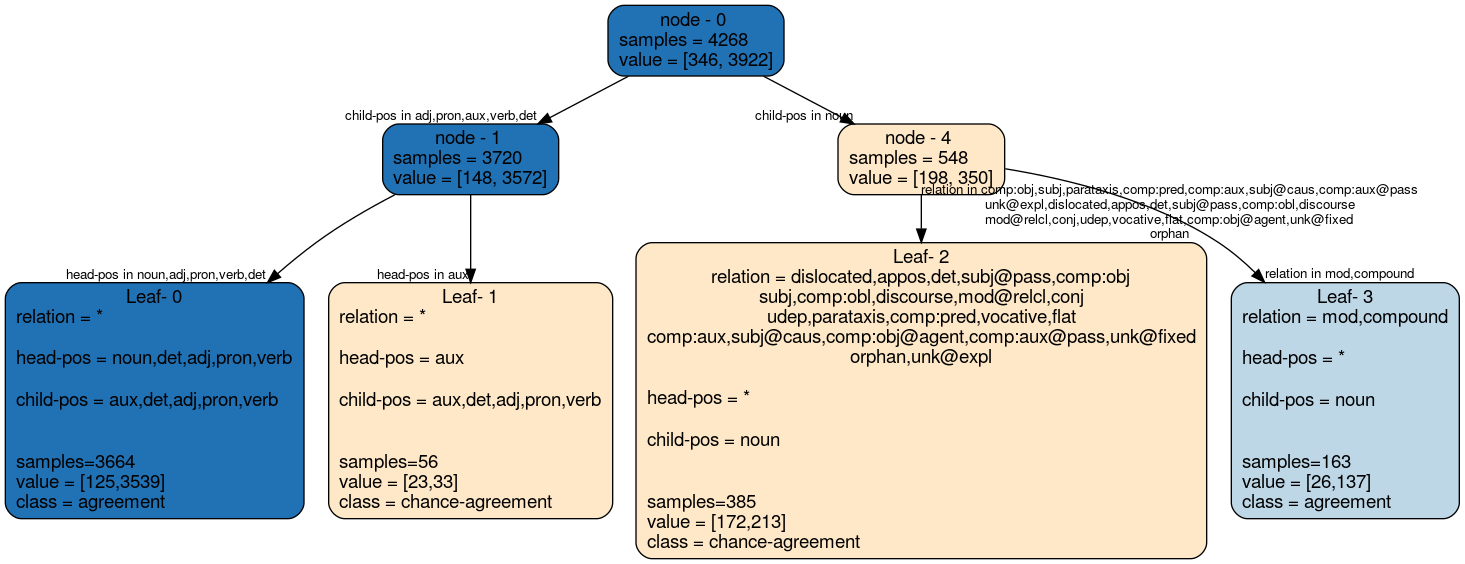 node - 0
samples = 4268
value = [346, 3922]
child-pos in adj,pron,aux,verb,det
child-pos in noun
node - 1
samples = 3720
value = [148, 3572]
node - 4
samples = 548
value = [198, 350]
relation in comp:obj,subj,parataxis,comp:pred,comp:aux,subj@caus,comp:aux@pass
unk@expl,dislocated,appos,det,subj@pass,comp:obl,discourse
mod@relcl,conj,udep,vocative,flat,comp:obj@agent,unk@fixed
orphan
head-pos in noun,adj,pron,verb,det
head-pos in aux
relation in mod,compound
Leaf- 0
relation = *
head-pos = noun,det,adj,pron,verb
child-pos = aux,det,adj,pron,verb
samples=3664
value = [125,3539]
class = agreement
Leaf- 1
relation = *
head-pos = aux
child-pos = aux,det,adj,pron,verb
samples=56
value = [23,33]
class = chance-agreement
Leaf- 2
relation = dislocated,appos,det,subj@pass,comp:obj
subj,comp:obl,discourse,mod@relcl,conj
udep,parataxis,comp:pred,vocative,flat
comp:aux,subj@caus,comp:obj@agent,comp:aux@pass,unk@fixed
orphan,unk@expl
head-pos = *
child-pos = noun
samples=385
value = [172,213]
class = chance-agreement
Leaf- 3
relation = mod,compound
head-pos = *
child-pos = noun
samples=163
value = [26,137]
class = agreement